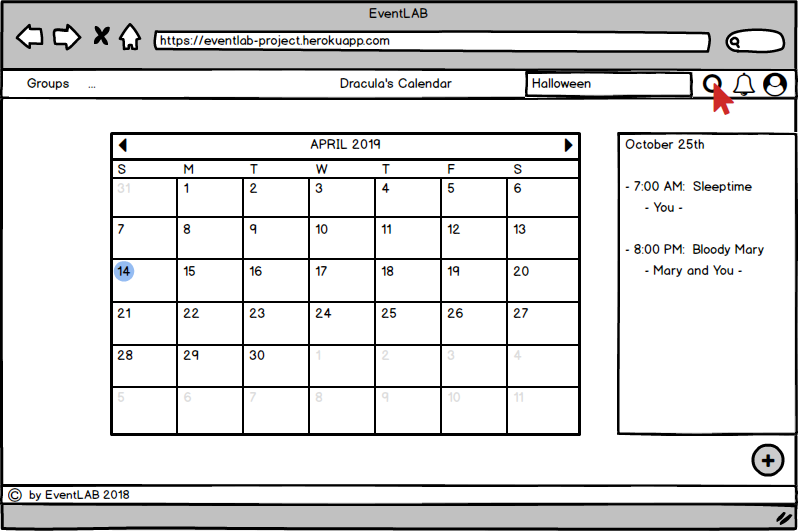 EventLAB
https://eventlab-project.herokuapp.com
Groups ... Dracula's Calendar Halloween
APRIL 2019
S M T W T F S
31 1 2 3 4 5 6
7 8 9 10 11 12 13
14 15 16 17 18 19 20
21 22 23 24 25 26 27
28 29 30 1 2 3 4
5 6 7 8 9 10 11
October 25th
- 7:00 AM: Sleeptime
- You -
- 8:00 PM: Bloody Mary
- Mary and You -
+
© by EventLAB 2018